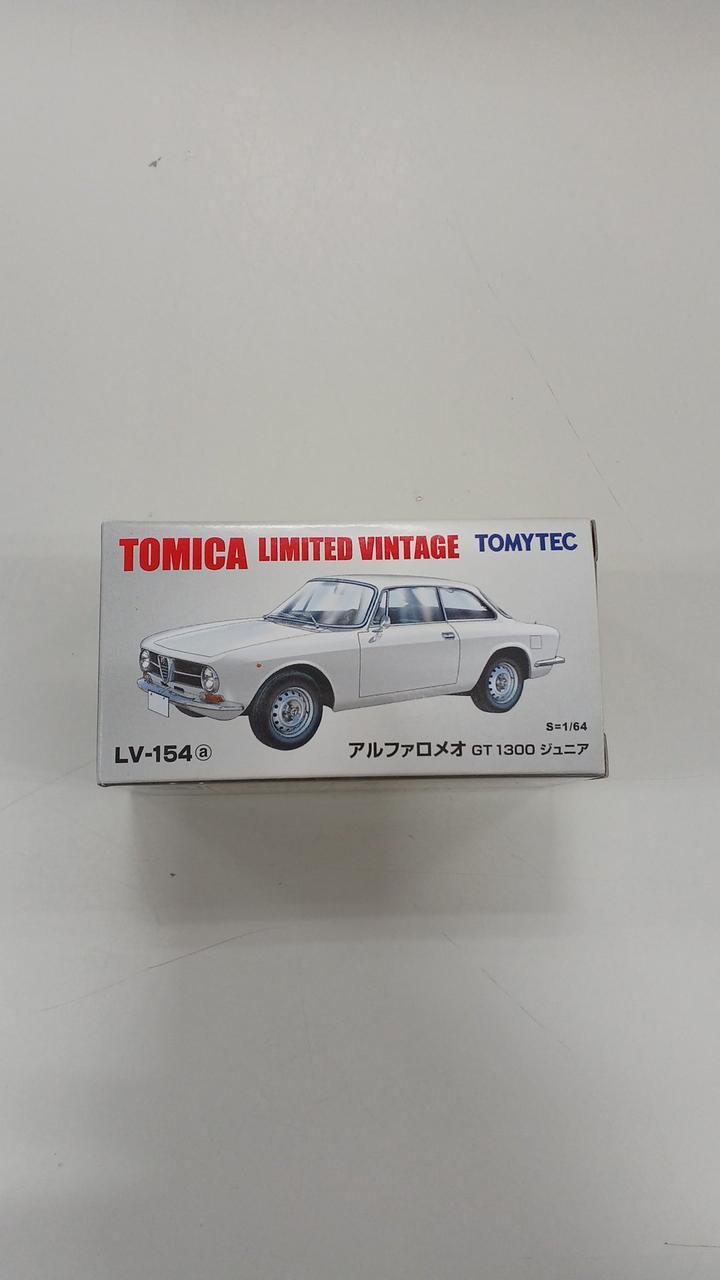 TOMICA LIMITED VINTAGE TOMYTEC
S=1/64
LV-154ⓐ アルファロメオ GT 1300 ジュニア